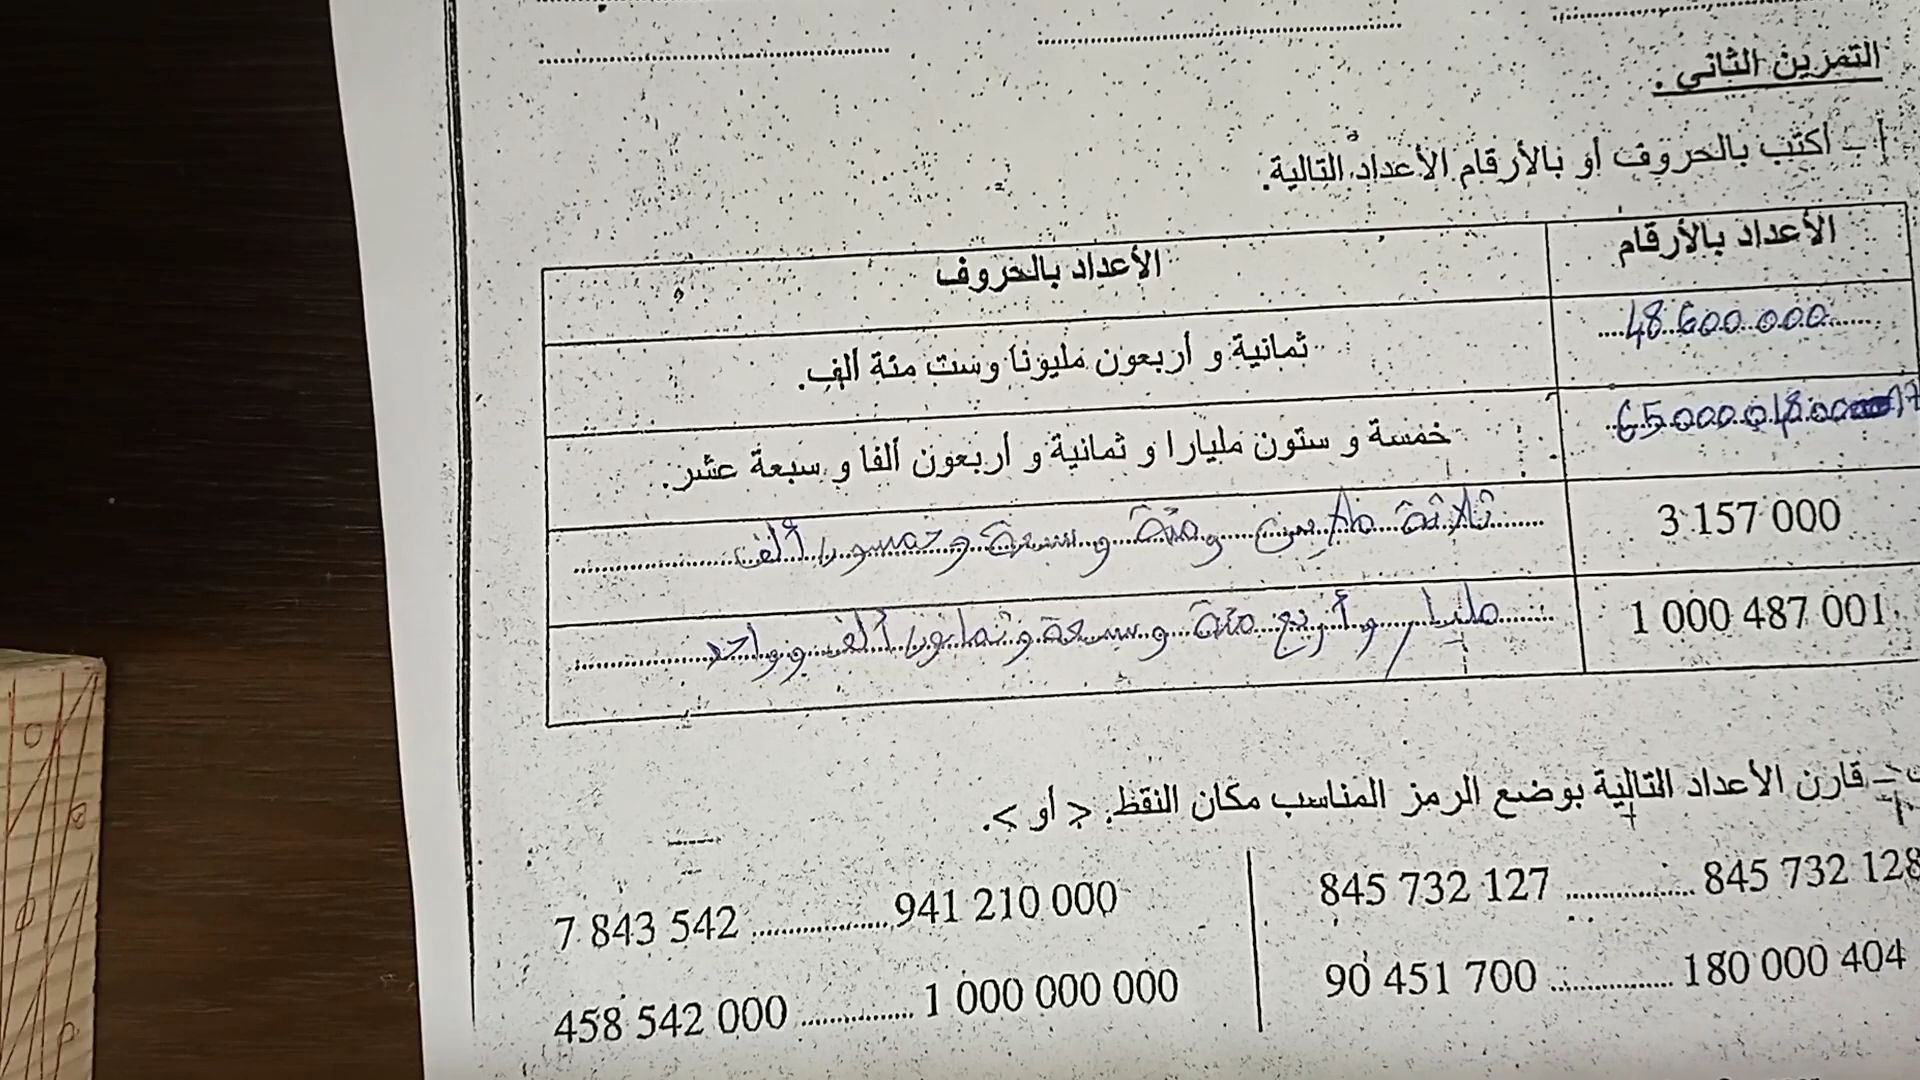 التمرين الثاني .
أ – اكتب بالحروف أو بالأرقام الأعداد التالية.
الأعداد بالأرقام الأعداد بالحروف
48 600 000 ثمانية و أربعون مليونا وست مئة ألف.
خمسة و ستون مليارا و ثمانية و أربعون ألفا و سبعة عشر.
3 157 000 ثلاثة ملايين ومئة وسبعة وخمسون ألف
1 000 487 001 مليار وأربع مئة وسبعة وثمانون ألف وواحد
– قارن الأعداد التالية بوضع الرمز المناسب مكان النقط. > أو <.
7 843 542 ............ 941 210 000
845 732 127 ............ 845 732 128
458 542 000 ............ 1 000 000 000
90 451 700 ............ 180 000 404